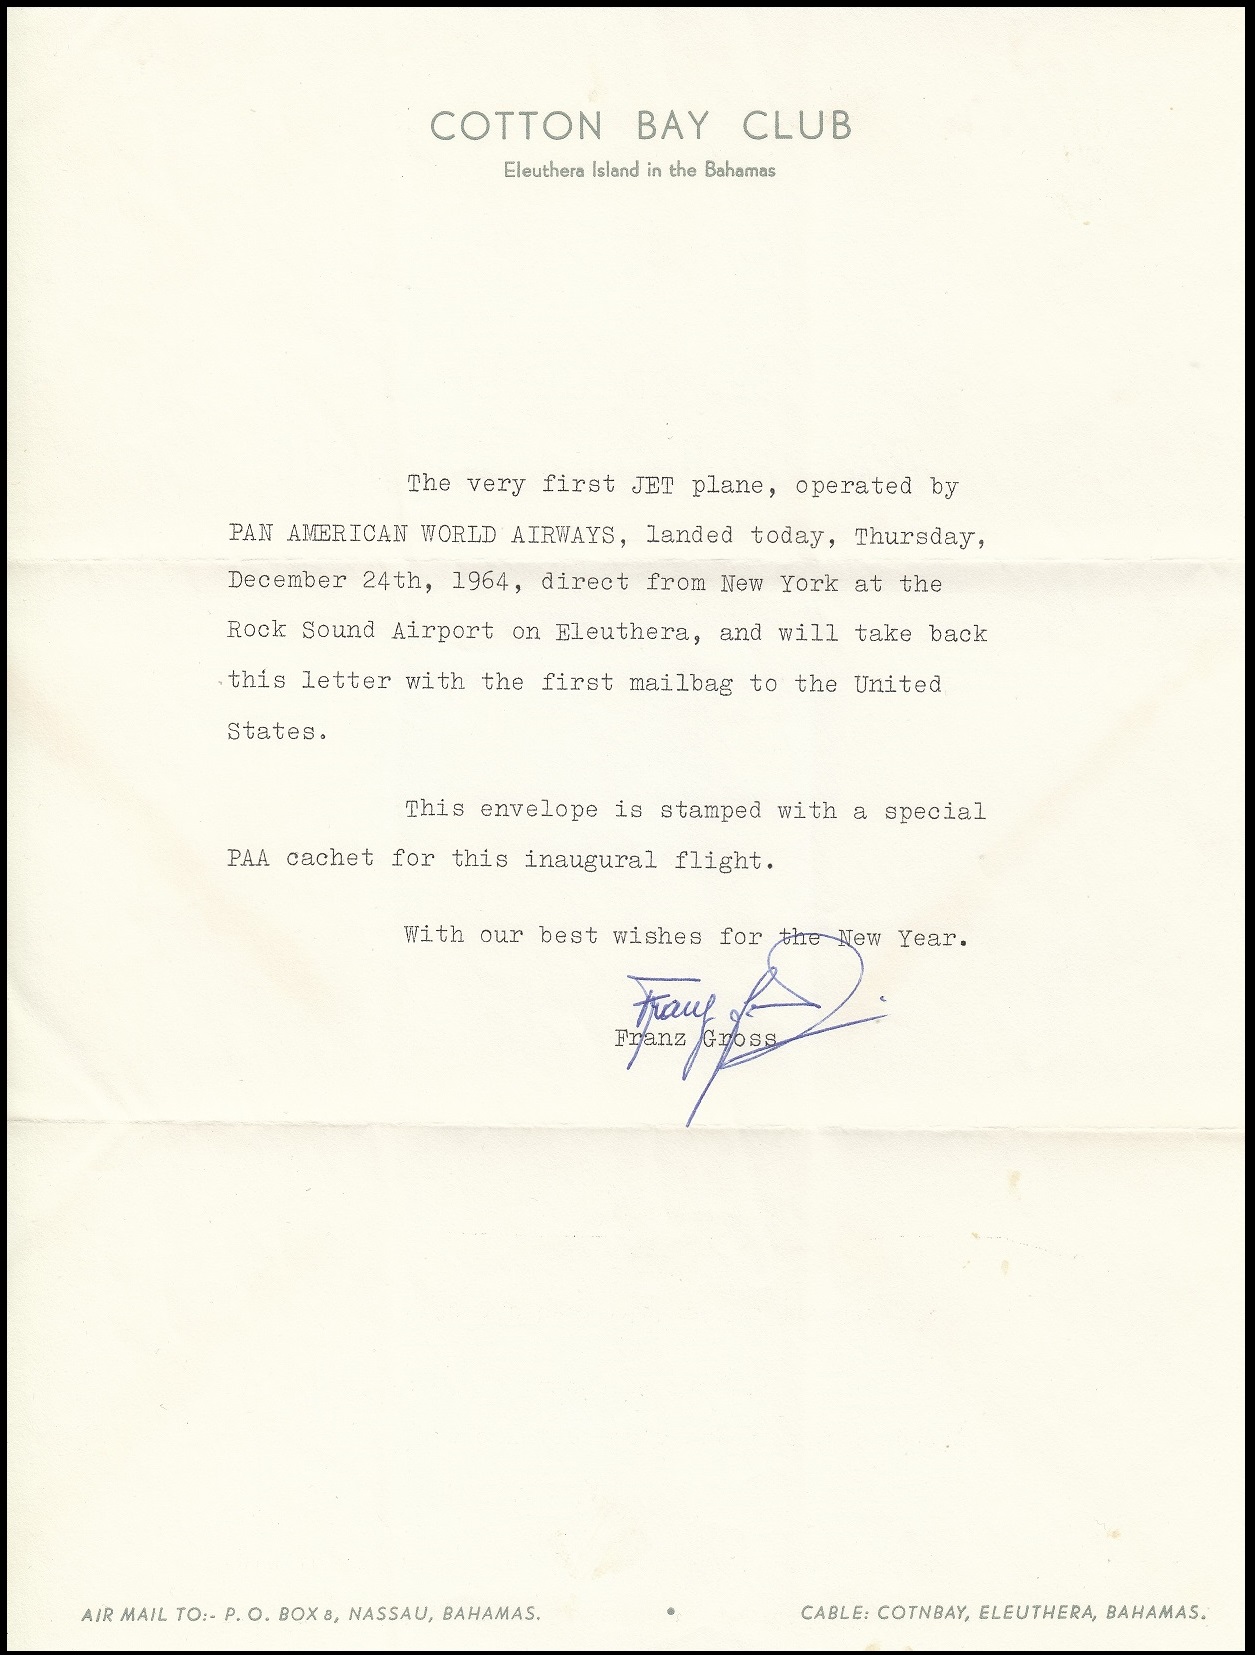 COTTON BAY CLUB
Eleuthera Island in the Bahamas
The very first JET plane, operated by
PAN AMERICAN WORLD AIRWAYS, landed today, Thursday,
December 24th, 1964, direct from New York at the
Rock Sound Airport on Eleuthera, and will take back
this letter with the first mailbag to the United
States.
This envelope is stamped with a special
PAA cachet for this inaugural flight.
With our best wishes for the New Year.
Franz
Franz Gross
AIR MAIL TO:- P. O. BOX 8, NASSAU, BAHAMAS. • CABLE: COTNBAY, ELEUTHERA, BAHAMAS.